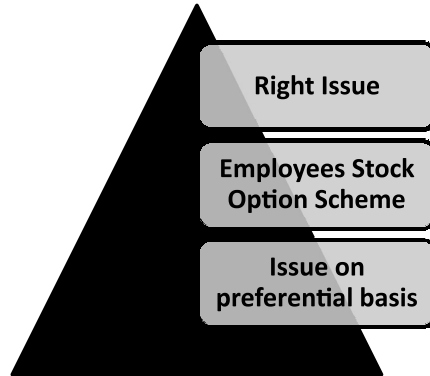 Right Issue
Employees Stock
Option Scheme
Issue on
preferential basis